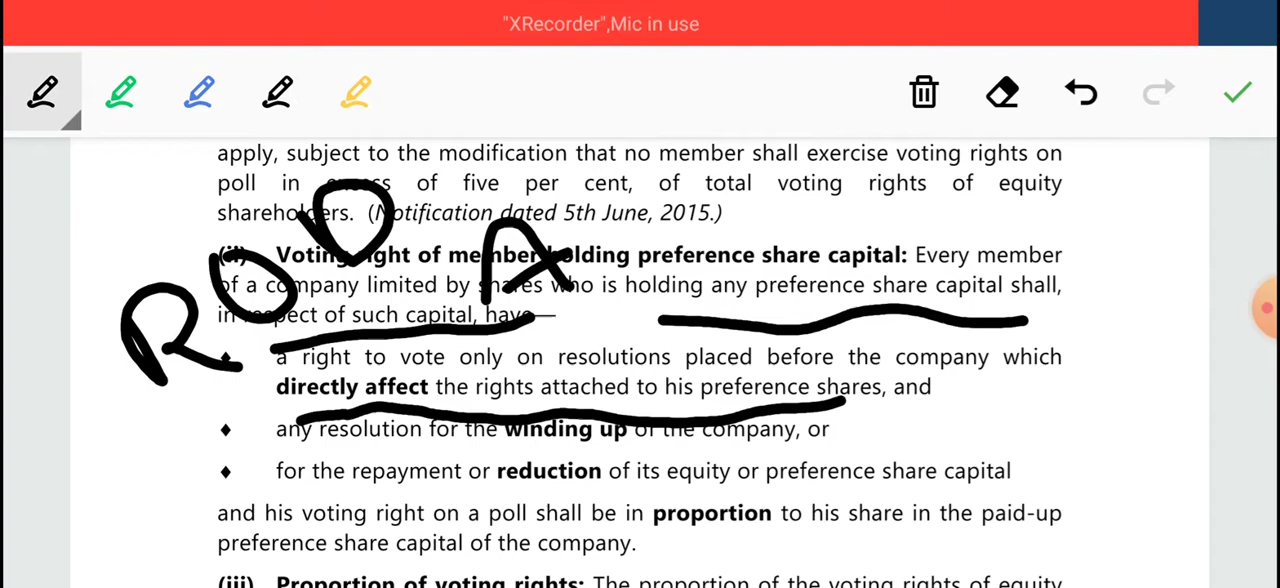 "XRecorder",Mic in use
apply, subject to the modification that no member shall exercise voting rights on
poll in excess of five per cent, of total voting rights of equity
shareholders. (Notification dated 5th June, 2015.)
(ii) Voting right of member holding preference share capital: Every member
of a company limited by shares who is holding any preference share capital shall,
in respect of such capital, have—
♦ a right to vote only on resolutions placed before the company which
directly affect the rights attached to his preference shares, and
♦ any resolution for the winding up of the company, or
♦ for the repayment or reduction of its equity or preference share capital
and his voting right on a poll shall be in proportion to his share in the paid-up
preference share capital of the company.
(iii) Proportion of voting rights: The proportion of the voting rights of equity
ROD A